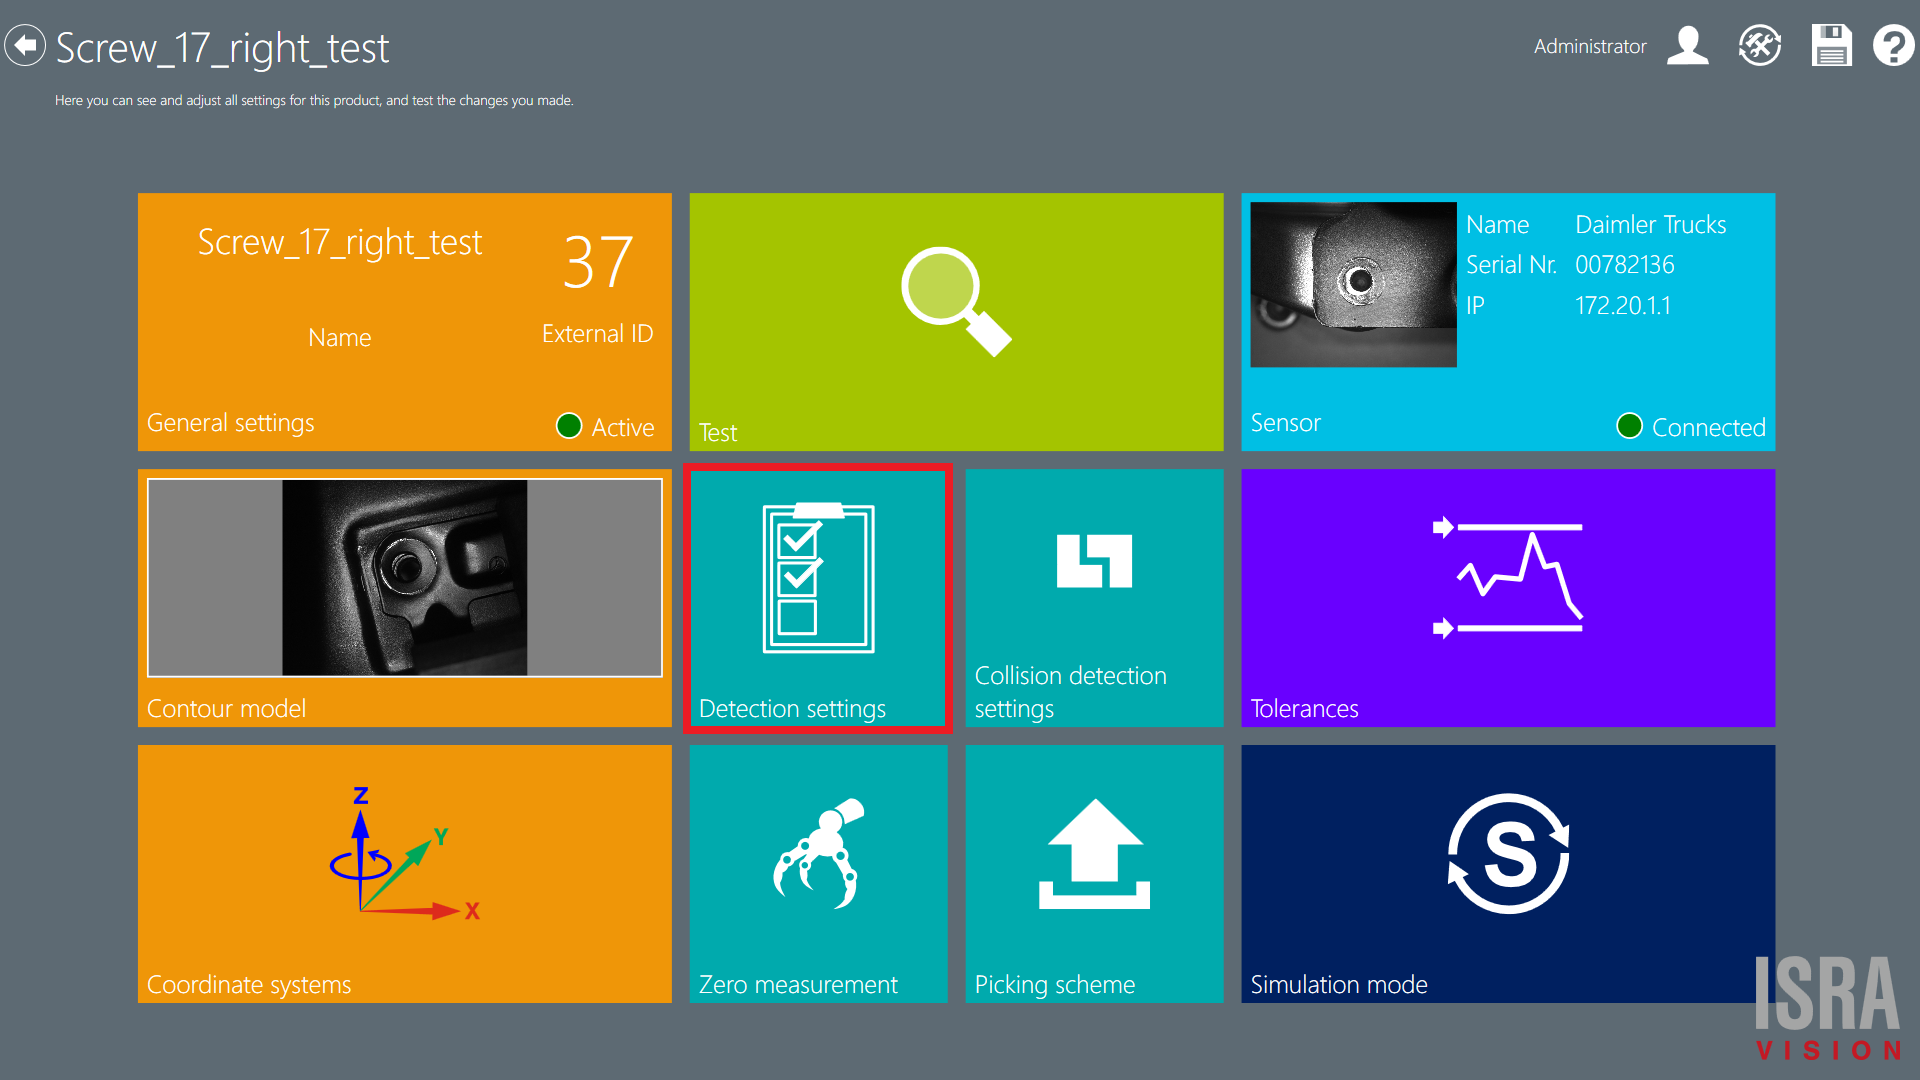 Screw_17_right_test
Administrator
Here you can see and adjust all settings for this product, and test the changes you made.
Screw_17_right_test
37
Name
External ID
General settings
Active
Test
Name Daimler Trucks
Serial Nr. 00782136
IP 172.20.1.1
Sensor
Connected
Contour model
Detection settings
Collision detection
settings
Tolerances
Z
Y
X
Coordinate systems
Zero measurement
Picking scheme
S
Simulation mode
ISRA
VISION